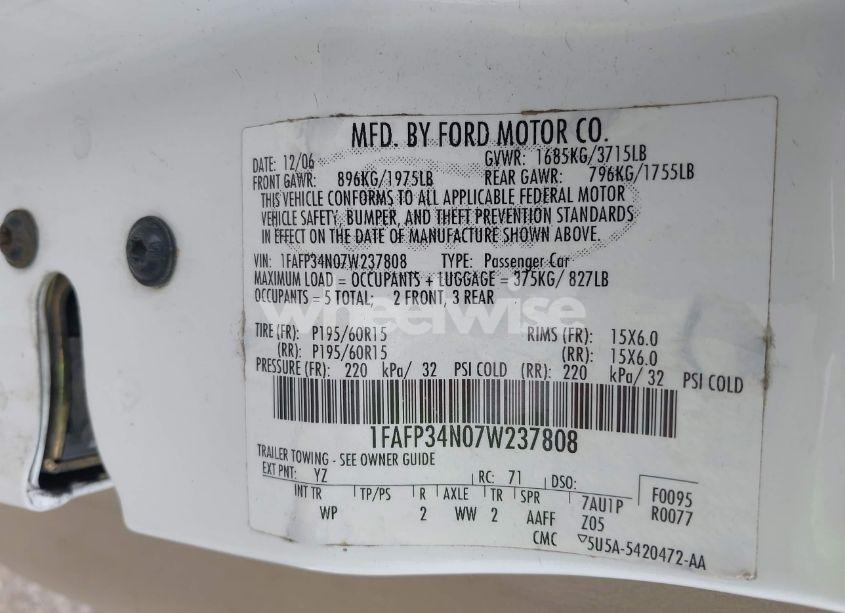 MFD. BY FORD MOTOR CO.
DATE: 12/06 GVWR: 1685KG/3715LB
FRONT GAWR: 896KG/1975LB REAR GAWR: 796KG/1755LB
THIS VEHICLE CONFORMS TO ALL APPLICABLE FEDERAL MOTOR
VEHICLE SAFETY, BUMPER, AND THEFT PREVENTION STANDARDS
IN EFFECT ON THE DATE OF MANUFACTURE SHOWN ABOVE.
VIN: 1FAFP34N07W237808 TYPE: Passenger Car
MAXIMUM LOAD = OCCUPANTS + LUGGAGE = 375KG/ 827LB
OCCUPANTS = 5 TOTAL; 2 FRONT, 3 REAR
wheelwise
TIRE (FR): P195/60R15 RIMS (FR): 15X6.0
(RR): P195/60R15 (RR): 15X6.0
PRESSURE (FR): 220 kPa/ 32 PSI COLD (RR): 220 kPa/ 32 PSI COLD
1FAFP34N07W237808
TRAILER TOWING - SEE OWNER GUIDE
EXT PNT: YZ RC: 71 DSO:
INT TR TP/PS R AXLE TR SPR 7AU1P F0095
WP 2 WW 2 AAFF Z05 R0077
CMC ▽5U5A-5420472-AA